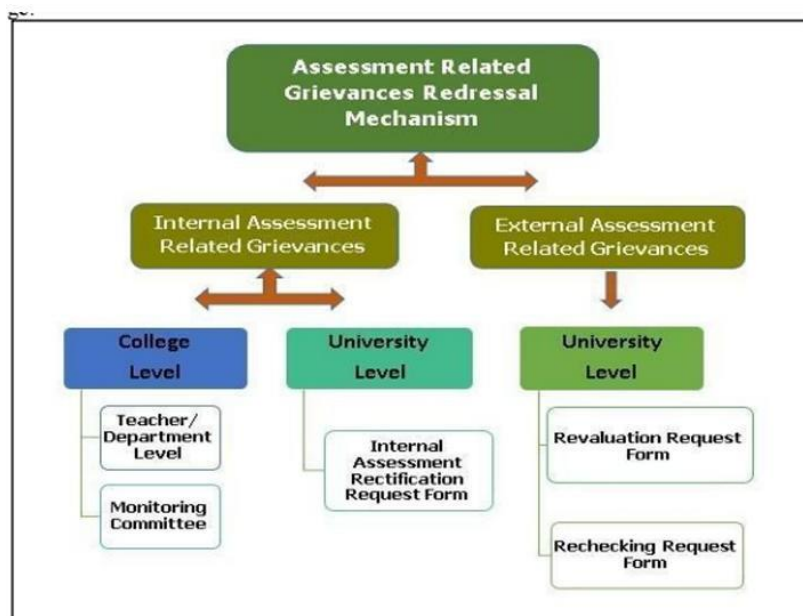 ge.
Assessment Related
Grievances Redressal
Mechanism
Internal Assessment
Related Grievances
External Assessment
Related Grievances
College
Level
University
Level
University
Level
Teacher/
Department
Level
Monitoring
Committee
Internal
Assessment
Rectification
Request Form
Revaluation Request
Form
Rechecking Request
Form